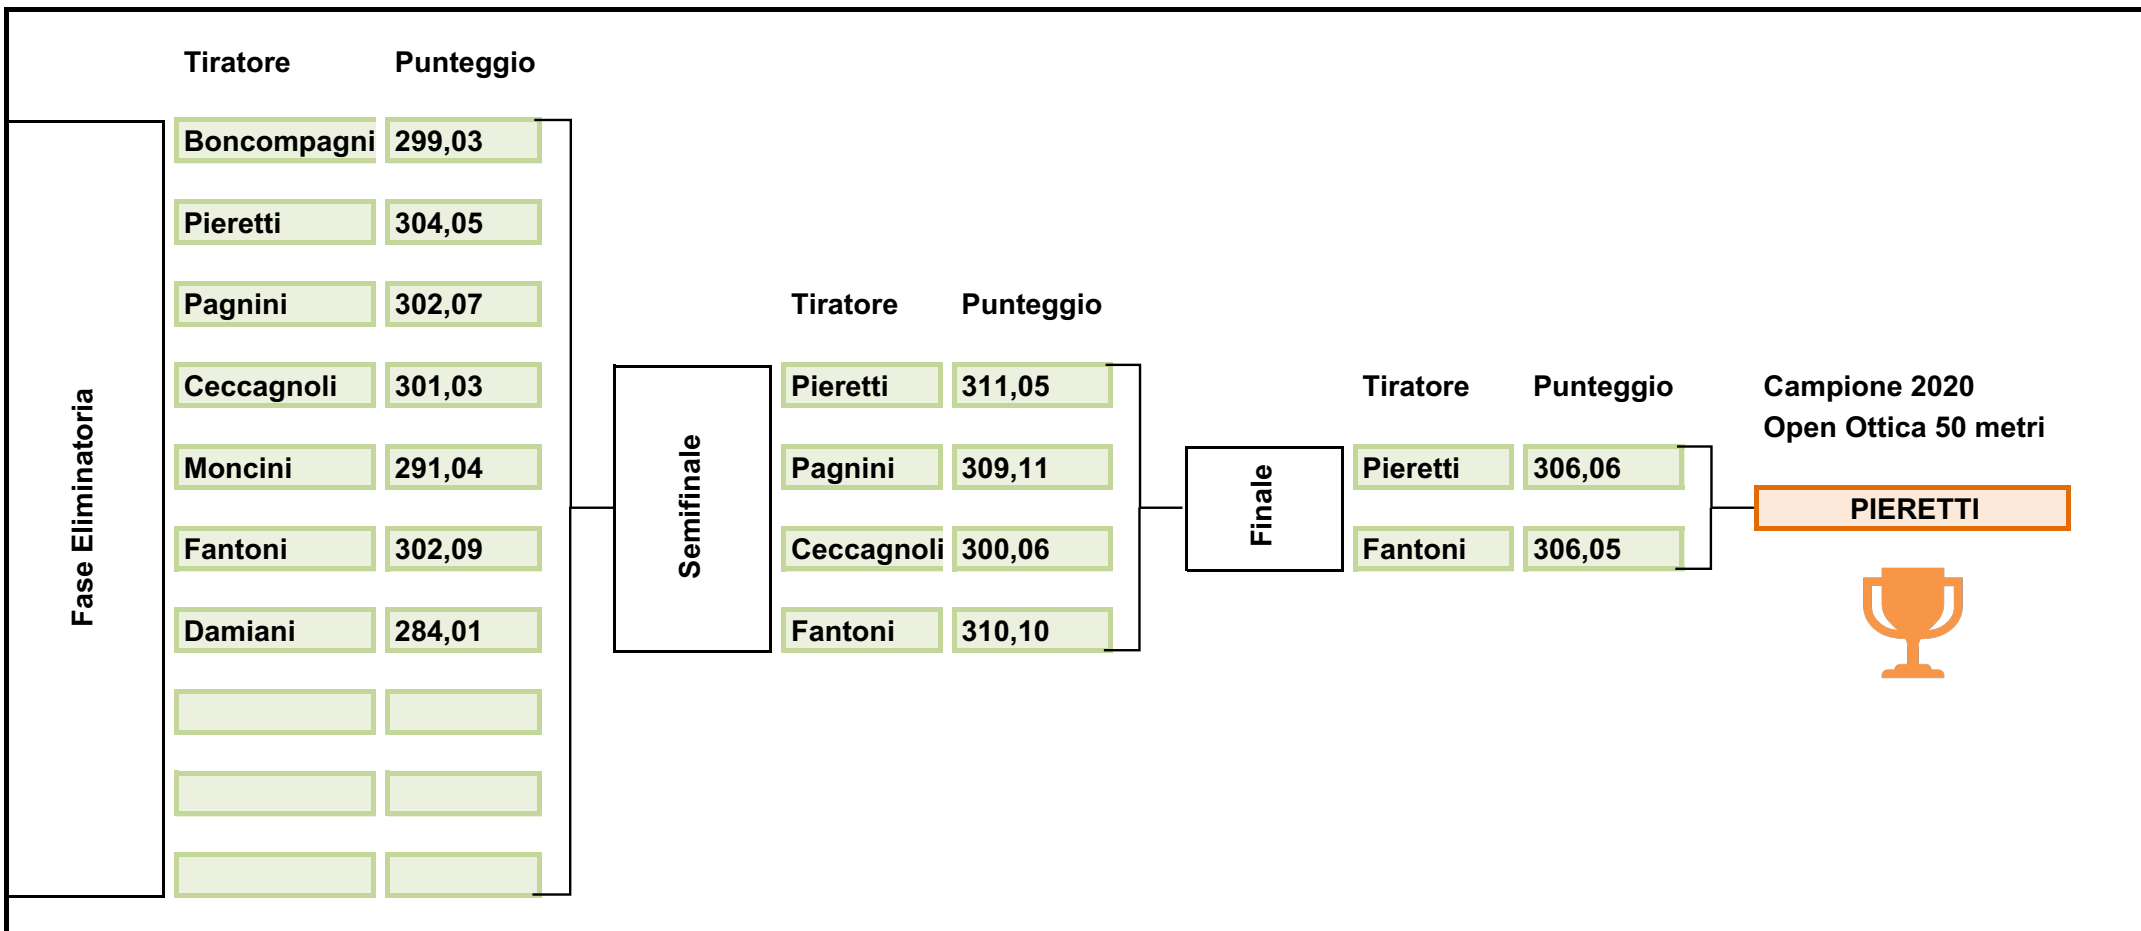 Tiratore Punteggio
Fase Eliminatoria
Boncompagni 299,03
Pieretti 304,05
Pagnini 302,07
Ceccagnoli 301,03
Moncini 291,04
Fantoni 302,09
Damiani 284,01
Tiratore Punteggio
Semifinale
Pieretti 311,05
Pagnini 309,11
Ceccagnoli 300,06
Fantoni 310,10
Tiratore Punteggio
Finale
Pieretti 306,06
Fantoni 306,05
Campione 2020
Open Ottica 50 metri
PIERETTI